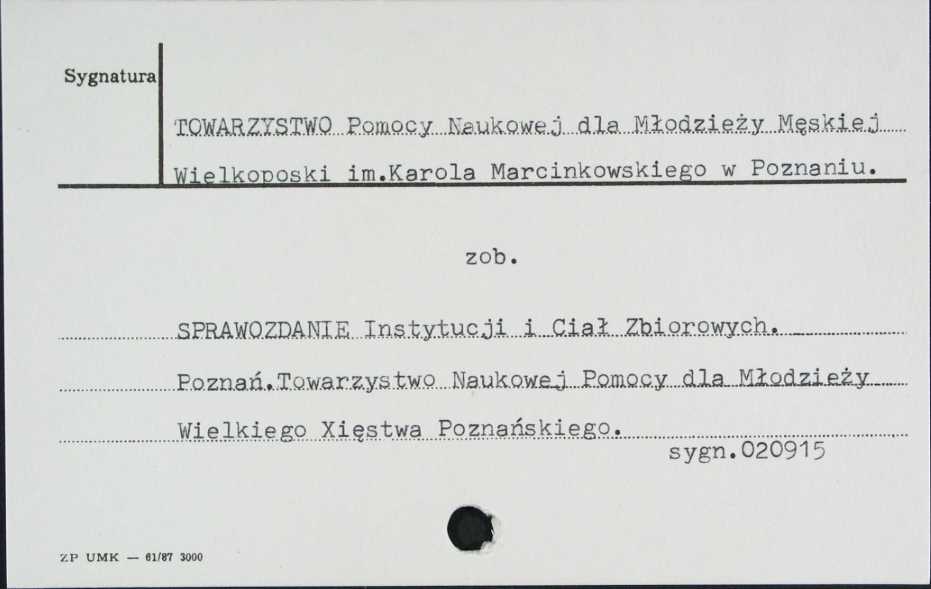 Sygnatura
TOWARZYSTWO Pomocy Naukowej dla Młodzieży Męskiej
Wielkoposki im.Karola Marcinkowskiego w Poznaniu.
zob.
SPRAWOZDANIE Instytucji i Ciał Zbiorowych.
Poznań.Towarzystwo Naukowej Pomocy dla Młodzieży
Wielkiego Xięstwa Poznańskiego.
sygn.020915
ZP UMK — 61/87 3000